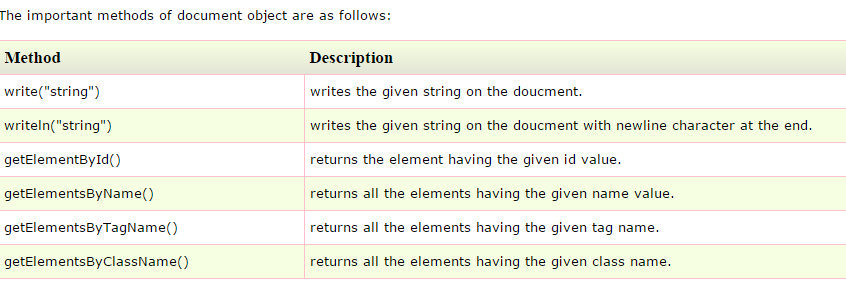 The important methods of document object are as follows:
Method Description
write("string") writes the given string on the doucment.
writeln("string") writes the given string on the doucment with newline character at the end.
getElementById() returns the element having the given id value.
getElementsByName() returns all the elements having the given name value.
getElementsByTagName() returns all the elements having the given tag name.
getElementsByClassName() returns all the elements having the given class name.